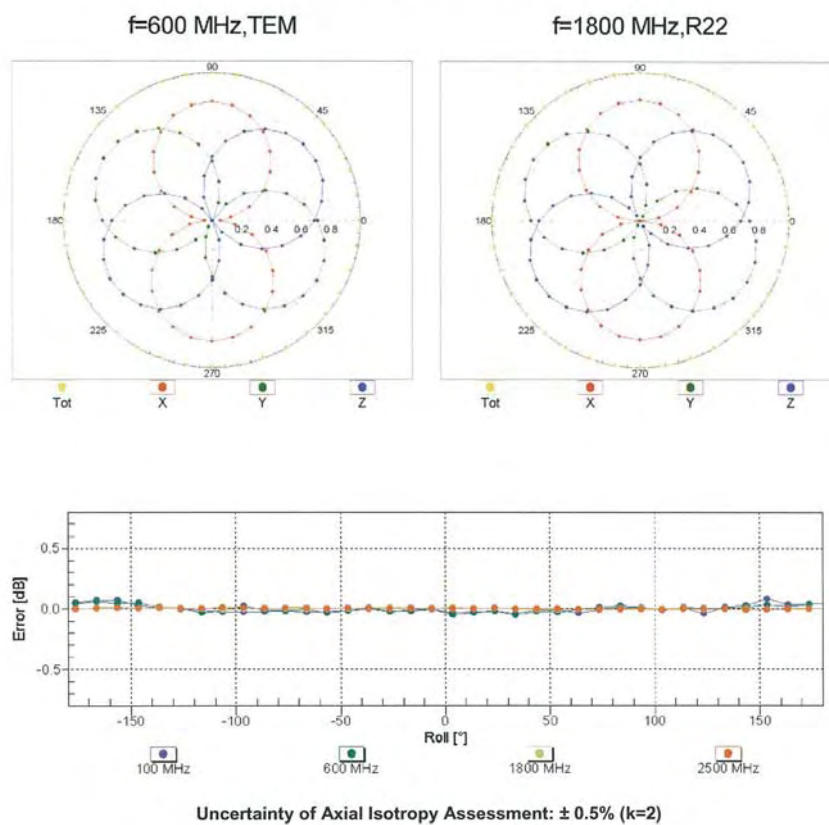 f=600 MHz,TEM
f=1800 MHz,R22
90
135
45
180
0.2 0.4 0.6 0.8
0
225
315
270
Tot X Y Z
90
135
45
180
0.2 0.4 0.6 0.8
0
225
315
270
Tot X Y Z
Error [dB]
0.5
0.0
-0.5
-150 -100 -50 0 50 100 150
Roll [°]
100 MHz 600 MHz 1800 MHz 2500 MHz
Uncertainty of Axial Isotropy Assessment: ± 0.5% (k=2)